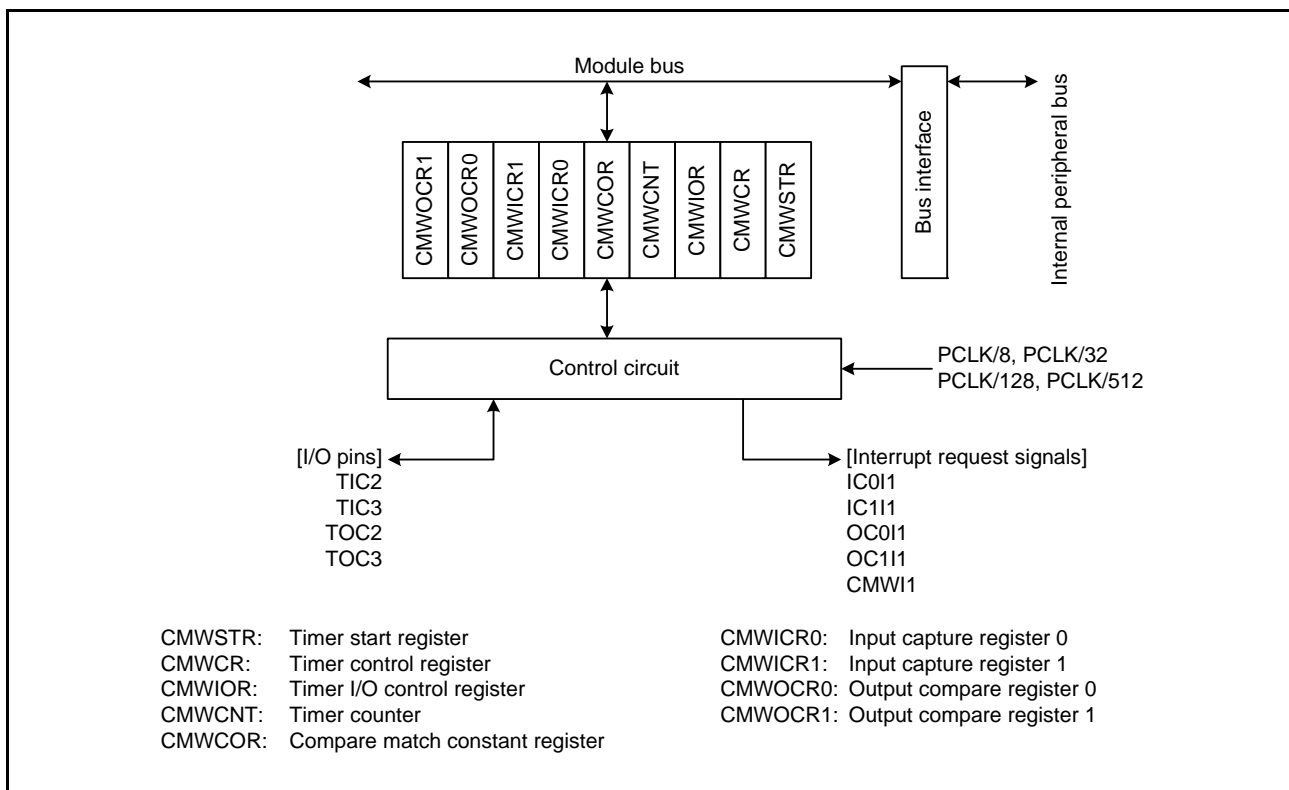 Module bus
Bus interface
Internal peripheral bus
CMWOCR1
CMWOCR0
CMWICR1
CMWICR0
CMWCOR
CMWCNT
CMWIOR
CMWCR
CMWSTR
Control circuit
PCLK/8, PCLK/32
PCLK/128, PCLK/512
[I/O pins]
TIC2
TIC3
TOC2
TOC3
[Interrupt request signals]
IC0I1
IC1I1
OC0I1
OC1I1
CMWI1
CMWSTR: Timer start register
CMWCR: Timer control register
CMWIOR: Timer I/O control register
CMWCNT: Timer counter
CMWCOR: Compare match constant register
CMWICR0: Input capture register 0
CMWICR1: Input capture register 1
CMWOCR0: Output compare register 0
CMWOCR1: Output compare register 1